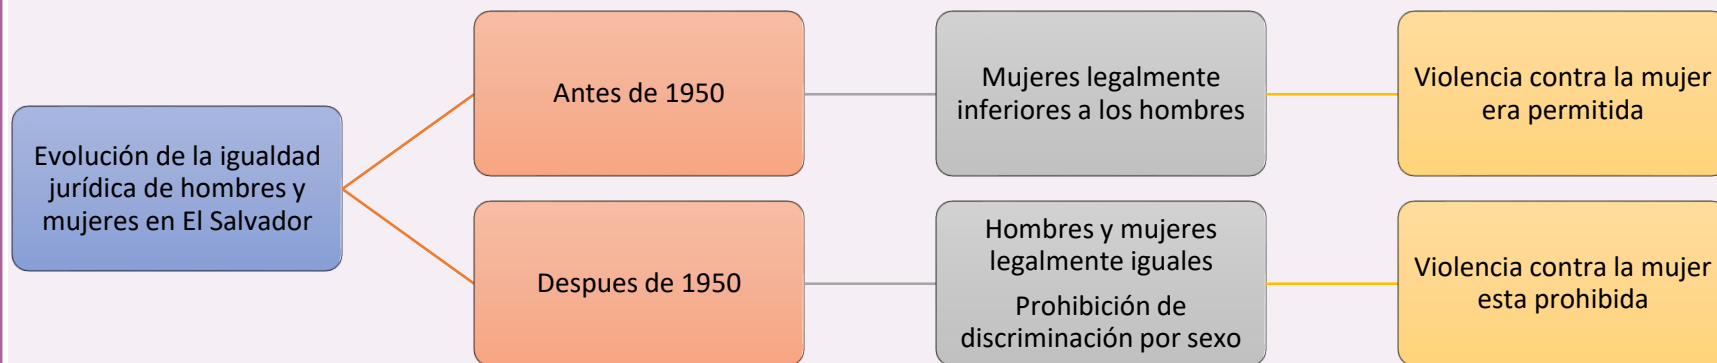 Evolución de la igualdad
jurídica de hombres y
mujeres en El Salvador
Antes de 1950
Mujeres legalmente
inferiores a los hombres
Violencia contra la mujer
era permitida
Despues de 1950
Hombres y mujeres
legalmente iguales
Prohibición de
discriminación por sexo
Violencia contra la mujer
esta prohibida